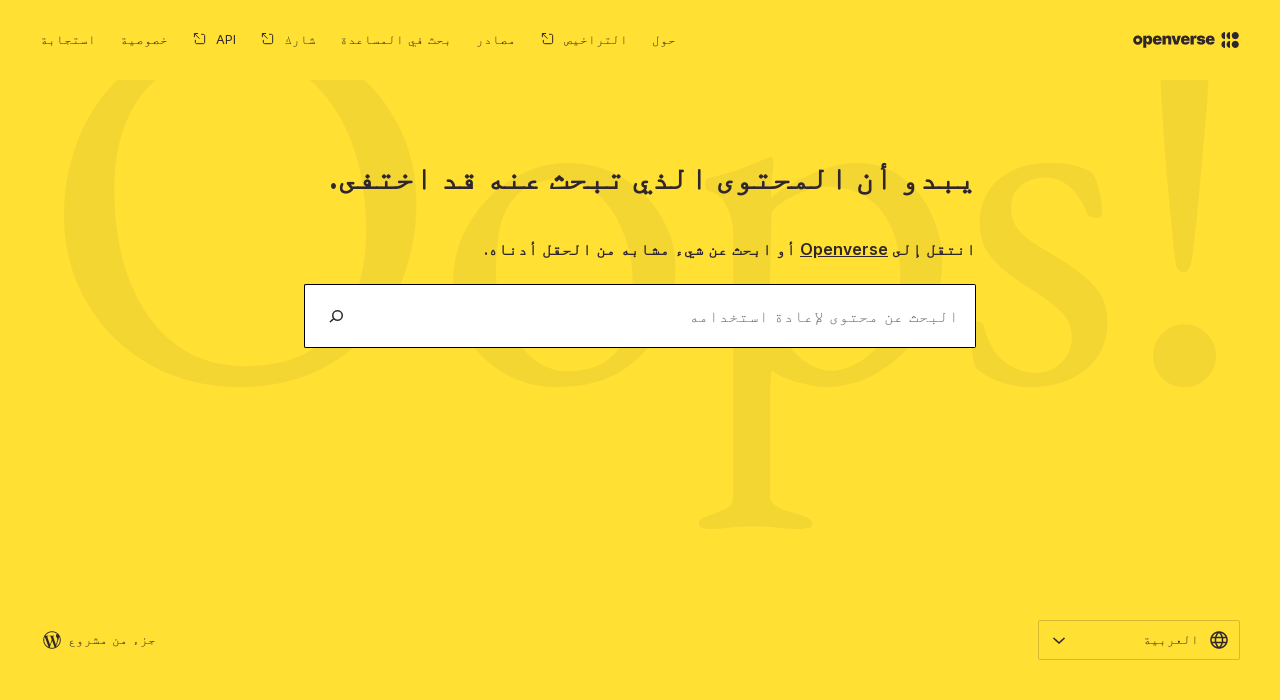 openverse
حول
التراخيص
مصادر
بحث في المساعدة
شارك
API
خصوصية
استجابة
Oops!
يبدو أن المحتوى الذي تبحث عنه قد اختفى.
انتقل إلى Openverse أو ابحث عن شيء مشابه من الحقل أدناه.
البحث عن محتوى لإعادة استخدامه
العربية
جزء من مشروع